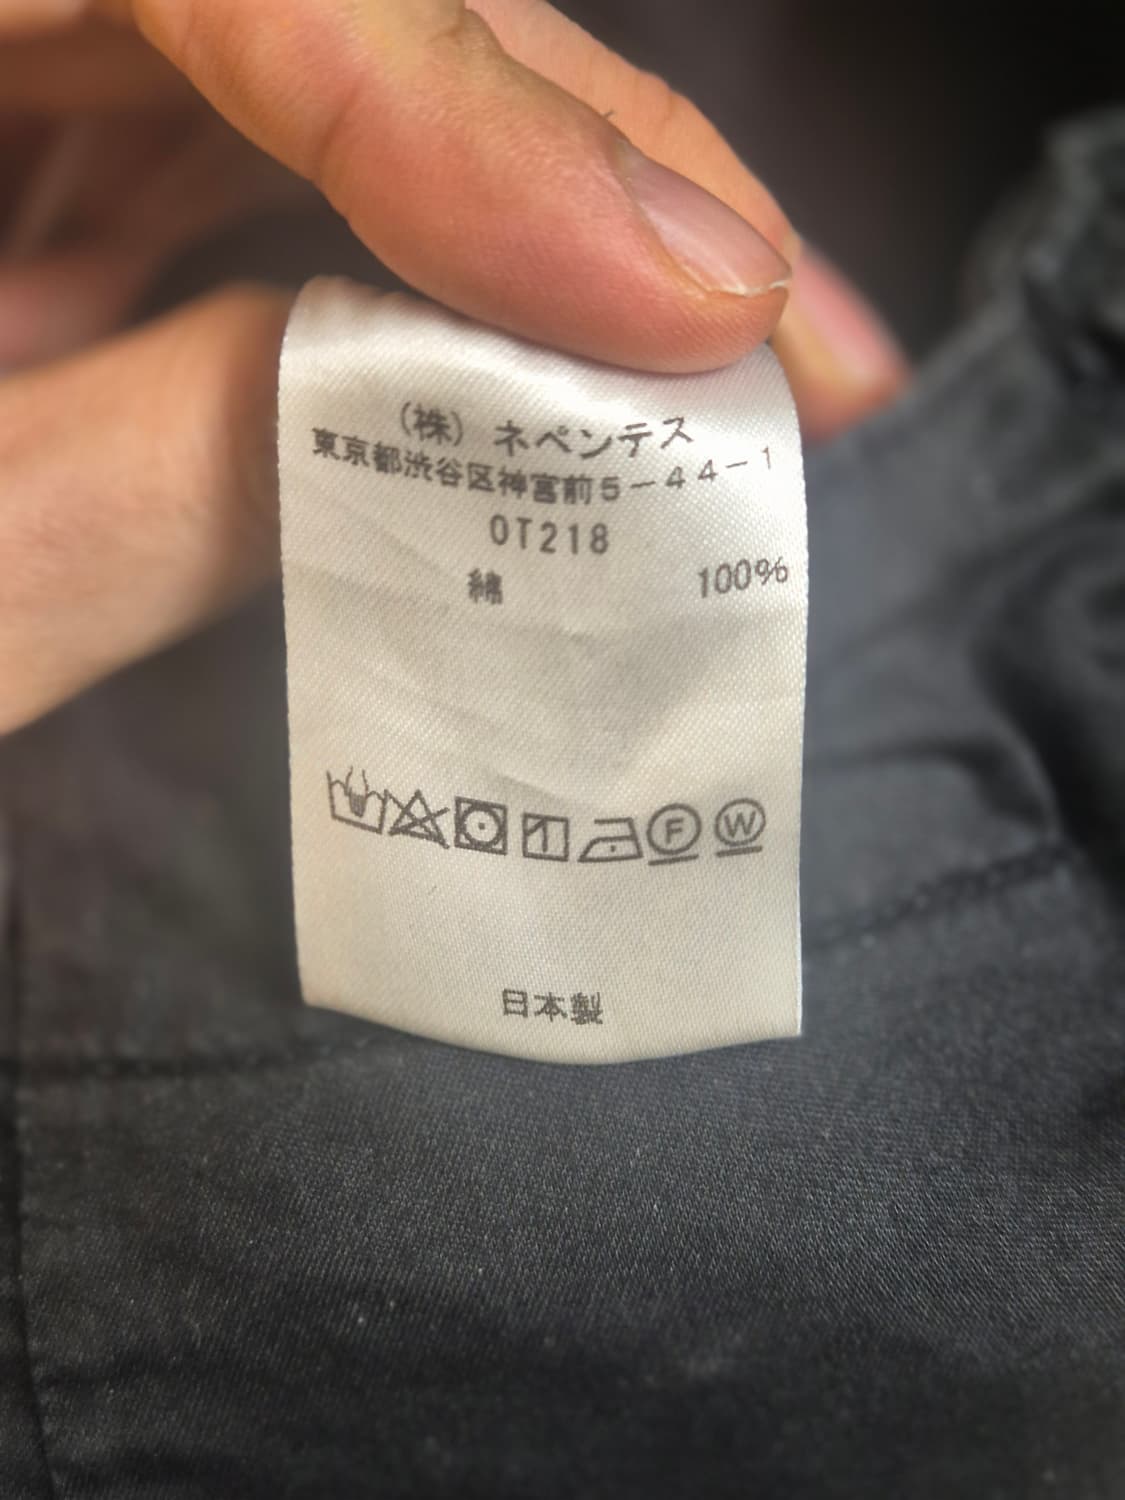 (株) ネペンテス
東京都渋谷区神宮前5-44-1
OT218
綿 100%
F W
日本製